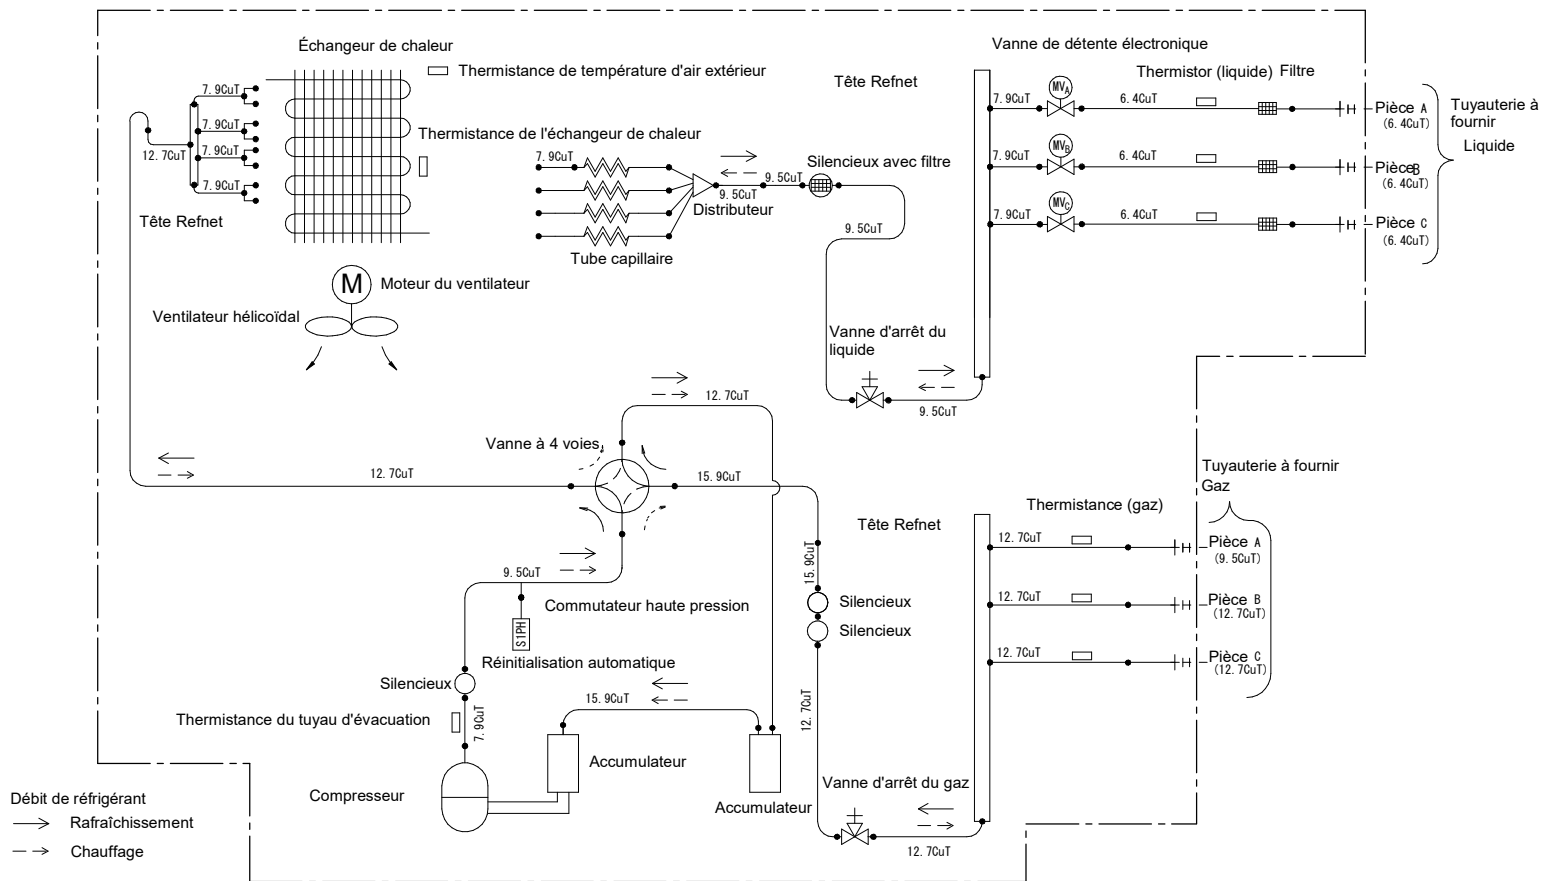 Échangeur de chaleur
Thermistance de température d'air extérieur
Tête Refnet
Vanne de détente électronique
Thermistor (liquide) Filtre
7.9CuT
7.9CuT
7.9CuT
7.9CuT
12.7CuT
Tête Refnet
Thermistance de l'échangeur de chaleur
7.9CuT
Tube capillaire
Distributeur
9.5CuT
9.5CuT
Silencieux avec filtre
9.5CuT
7.9CuT
MVA
6.4CuT
Pièce A
(6.4CuT)
7.9CuT
MVB
6.4CuT
PièceB
(6.4CuT)
7.9CuT
MVC
6.4CuT
Pièce C
(6.4CuT)
Tuyauterie à
fournir
Liquide
M
Moteur du ventilateur
Ventilateur hélicoïdal
Vanne d'arrêt du
liquide
9.5CuT
12.7CuT
Vanne à 4 voies
12.7CuT
15.9CuT
Tuyauterie à fournir
Gaz
Tête Refnet
Thermistance (gaz)
12.7CuT
Pièce A
(9.5CuT)
12.7CuT
Pièce B
(12.7CuT)
12.7CuT
Pièce C
(12.7CuT)
15.9CuT
9.5CuT
Commutateur haute pression
S1PH
Réinitialisation automatique
Silencieux
Silencieux
Silencieux
Thermistance du tuyau d'évacuation
7.9CuT
15.9CuT
12.7CuT
Accumulateur
Compresseur
Accumulateur
Vanne d'arrêt du gaz
12.7CuT
Débit de réfrigérant
Rafraîchissement
Chauffage